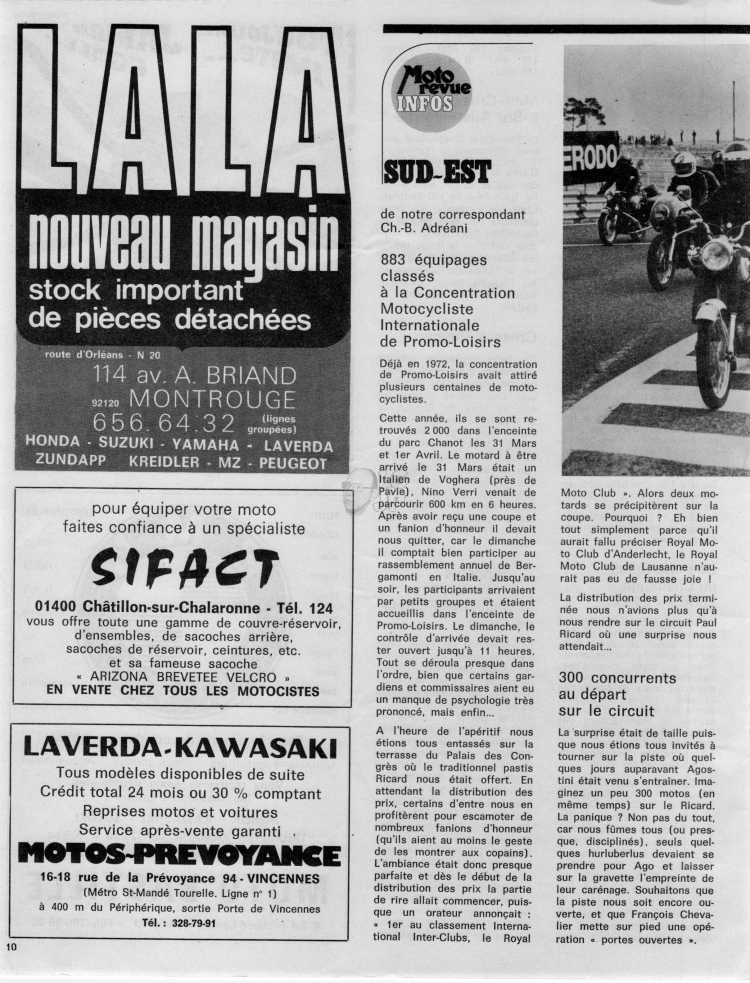 LALA
nouveau magasin
stock important
de pièces détachées
route d'Orléans - N 20
114 av. A. BRIAND
92120 MONTROUGE
656.64.32 (lignes
groupées)
HONDA - SUZUKI - YAMAHA - LAVERDA
ZUNDAPP KREIDLER - MZ - PEUGEOT
pour équiper votre moto
faites confiance à un spécialiste
SIFACT
01400 Châtillon-sur-Chalaronne - Tél. 124
vous offre toute une gamme de couvre-réservoir,
d'ensembles, de sacoches arrière,
sacoches de réservoir, ceintures, etc.
et sa fameuse sacoche
« ARIZONA BREVETEE VELCRO »
EN VENTE CHEZ TOUS LES MOTOCISTES
LAVERDA-KAWASAKI
Tous modèles disponibles de suite
Crédit total 24 mois ou 30 % comptant
Reprises motos et voitures
Service après-vente garanti
MOTOS-PREVOYANCE
16-18 rue de la Prévoyance 94 - VINCENNES
(Métro St-Mandé Tourelle. Ligne n° 1)
à 400 m du Périphérique, sortie Porte de Vincennes
Tél. : 328-79-91
10
Moto
revue
INFOS
SUD-EST
de notre correspondant
Ch.-B. Adréani
883 équipages
classés
à la Concentration
Motocycliste
Internationale
de Promo-Loisirs
Déjà en 1972, la concentration
de Promo-Loisirs avait attiré
plusieurs centaines de moto-
cyclistes.
Cette année, ils se sont re-
trouvés 2 000 dans l'enceinte
du parc Chanot les 31 Mars
et 1er Avril. Le motard à être
arrivé le 31 Mars était un
Italien de Voghera (près de
Pavie), Nino Verri venait de
parcourir 600 km en 6 heures.
Après avoir reçu une coupe et
un fanion d'honneur il devait
nous quitter, car le dimanche
il comptait bien participer au
rassemblement annuel de Ber-
gamonti en Italie. Jusqu'au
soir, les participants arrivaient
par petits groupes et étaient
accueillis dans l'enceinte de
Promo-Loisirs. Le dimanche, le
contrôle d'arrivée devait res-
ter ouvert jusqu'à 11 heures.
Tout se déroula presque dans
l'ordre, bien que certains gar-
diens et commissaires aient eu
un manque de psychologie très
prononcé, mais enfin...
A l'heure de l'apéritif nous
étions tous entassés sur la
terrasse du Palais des Con-
grès où le traditionnel pastis
Ricard nous était offert. En
attendant la distribution des
prix, certains d'entre nous en
profitèrent pour escamoter de
nombreux fanions d'honneur
(qu'ils aient au moins le geste
de les montrer aux copains).
L'ambiance était donc presque
parfaite et dès le début de la
distribution des prix la partie
de rire allait commencer, puis-
que un orateur annonçait :
« 1er au classement Interna-
tional Inter-Clubs, le Royal
ERODO
Moto Club ». Alors deux mo-
tards se précipitèrent sur la
coupe. Pourquoi ? Eh bien
tout simplement parce qu'il
aurait fallu préciser Royal Mo-
to Club d'Anderlecht, le Royal
Moto Club de Lausanne n'au-
rait pas eu de fausse joie !
La distribution des prix termi-
née nous n'avions plus qu'à
nous rendre sur le circuit Paul
Ricard où une surprise nous
attendait...
300 concurrents
au départ
sur le circuit
La surprise était de taille puis-
que nous étions tous invités à
tourner sur la piste où quel-
ques jours auparavant Agos-
tini était venu s'entraîner. Ima-
ginez un peu 300 motos (en
même temps) sur le Ricard.
La panique ? Non pas du tout,
car nous fûmes tous (ou pres-
que, disciplinés), seuls quel-
ques hurluberlus devaient se
prendre pour Ago et laisser
sur la gravette l'empreinte de
leur carénage. Souhaitons que
la piste nous soit encore ou-
verte, et que François Cheva-
lier mette sur pied une opé-
ration « portes ouvertes ».